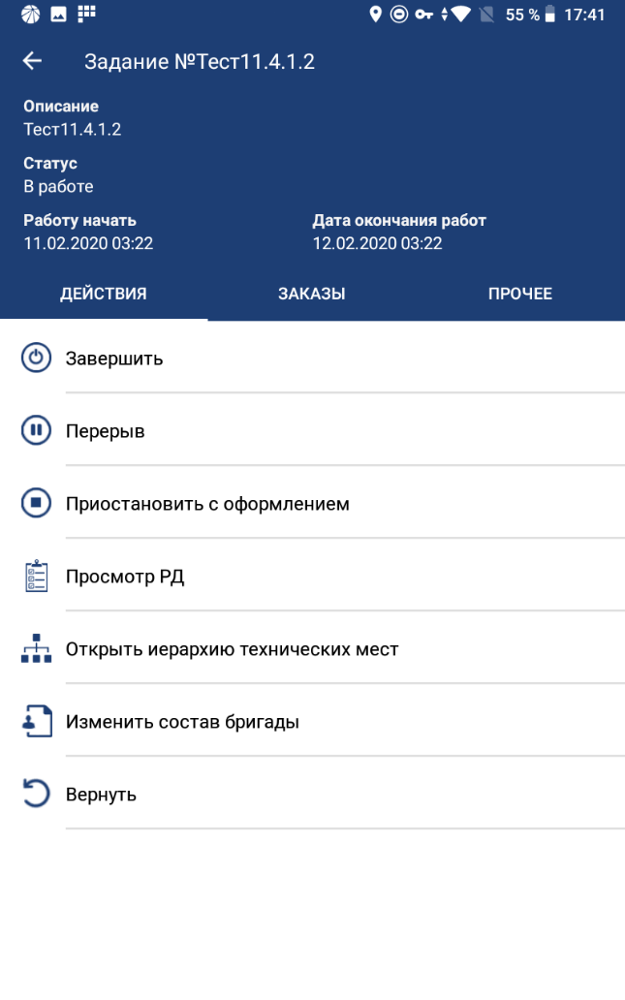 55 % 17:41
Задание №Тест11.4.1.2
Описание
Тест11.4.1.2
Статус
В работе
Работу начать Дата окончания работ
11.02.2020 03:22 12.02.2020 03:22
ДЕЙСТВИЯ ЗАКАЗЫ ПРОЧЕЕ
Завершить
Перерыв
Приостановить с оформлением
Просмотр РД
Открыть иерархию технических мест
Изменить состав бригады
Вернуть